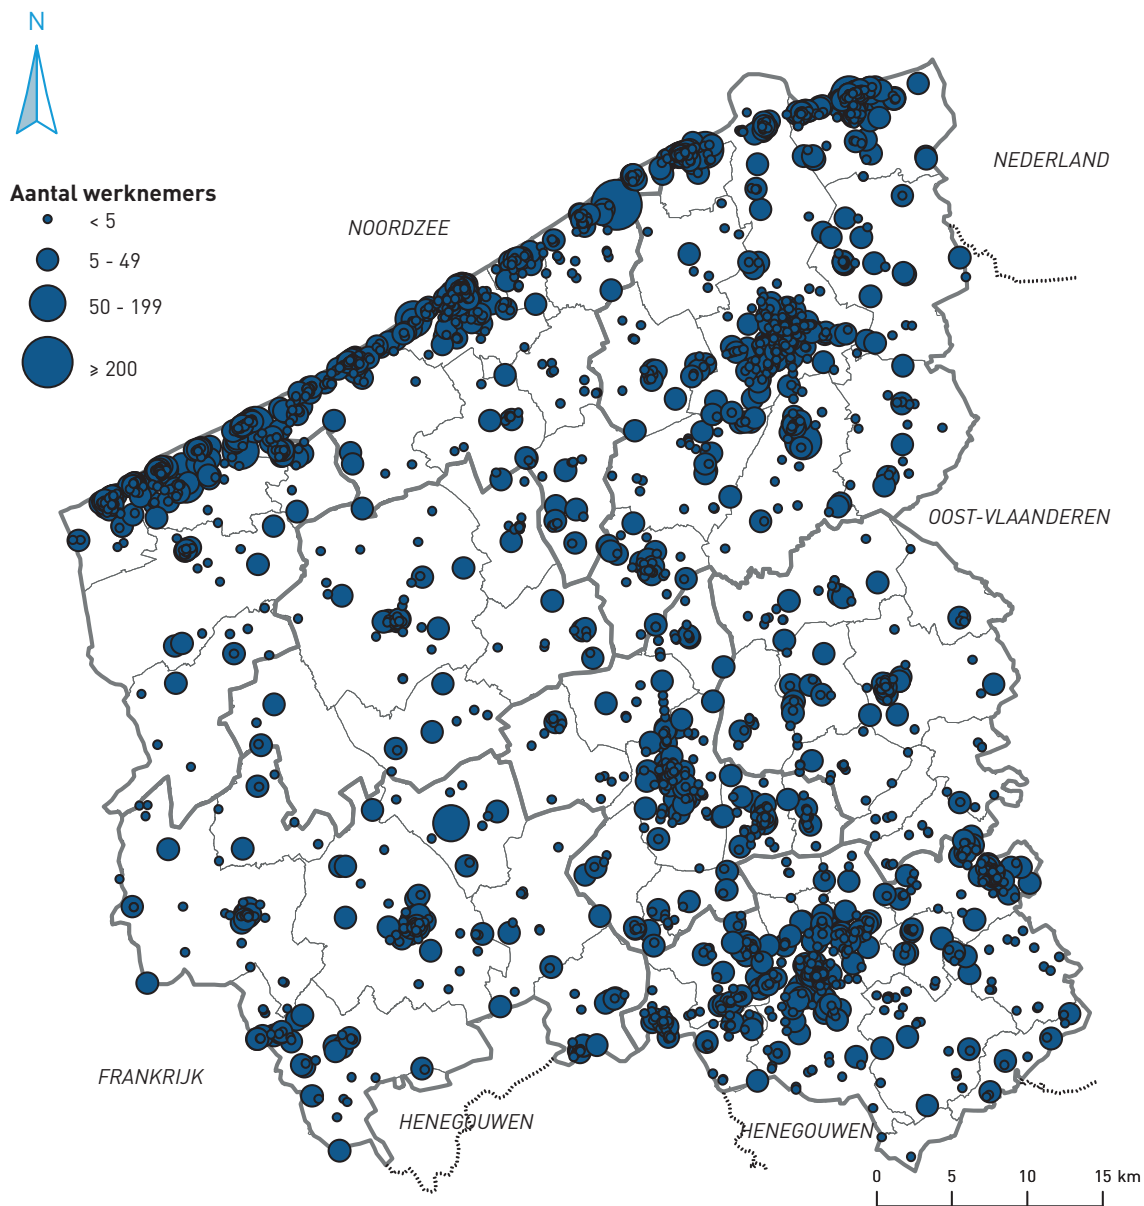 N
NEDERLAND
Aantal werknemers
< 5
5 - 49
50 - 199
⩾ 200
NOORDZEE
OOST-VLAANDEREN
FRANKRIJK
HENEGOUWEN
HENEGOUWEN
0 5 10 15 km